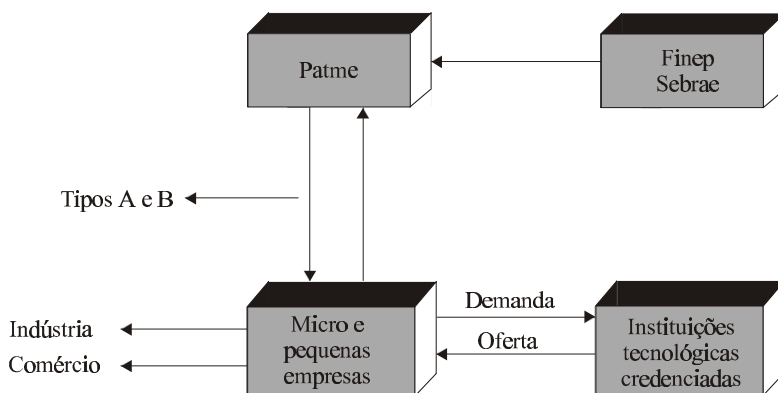 Patme
Finep
Sebrae
Tipos A e B
Indústria
Comércio
Micro e
pequenas
empresas
Demanda
Oferta
Instituições
tecnológicas
credenciadas